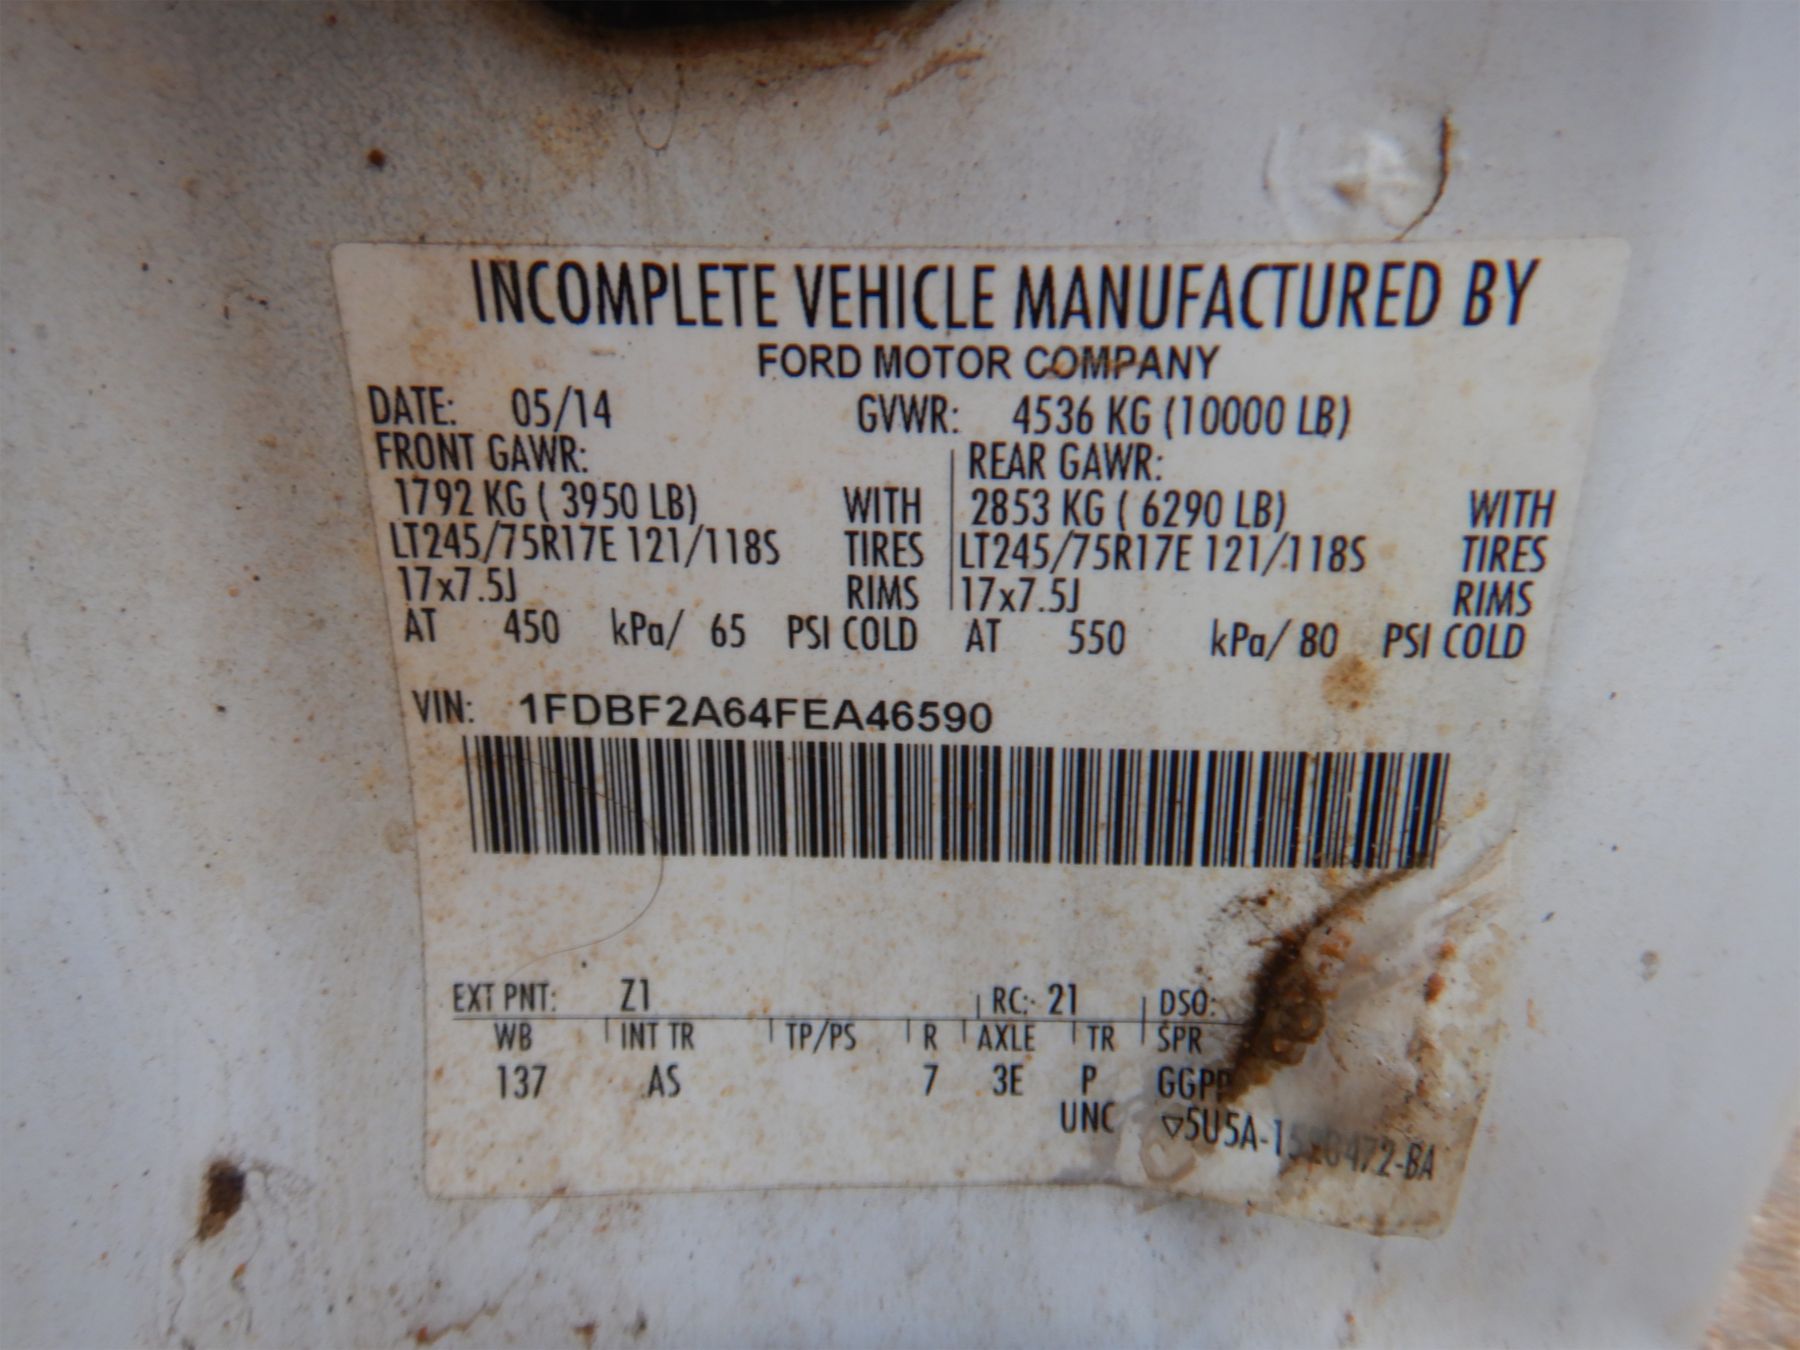 INCOMPLETE VEHICLE MANUFACTURED BY
FORD MOTOR COMPANY
DATE: 05/14 GVWR: 4536 KG (10000 LB)
FRONT GAWR: REAR GAWR:
1792 KG ( 3950 LB) WITH 2853 KG ( 6290 LB) WITH
LT245/75R17E 121/118S TIRES LT245/75R17E 121/118S TIRES
17x7.5J RIMS 17x7.5J RIMS
AT 450 kPa/ 65 PSI COLD AT 550 kPa/ 80 PSI COLD
VIN: 1FDBF2A64FEA46590
EXT PNT: Z1 RC: 21 DSO:
WB INT TR TP/PS R AXLE TR SPR
137 AS 7 3E P
UNC